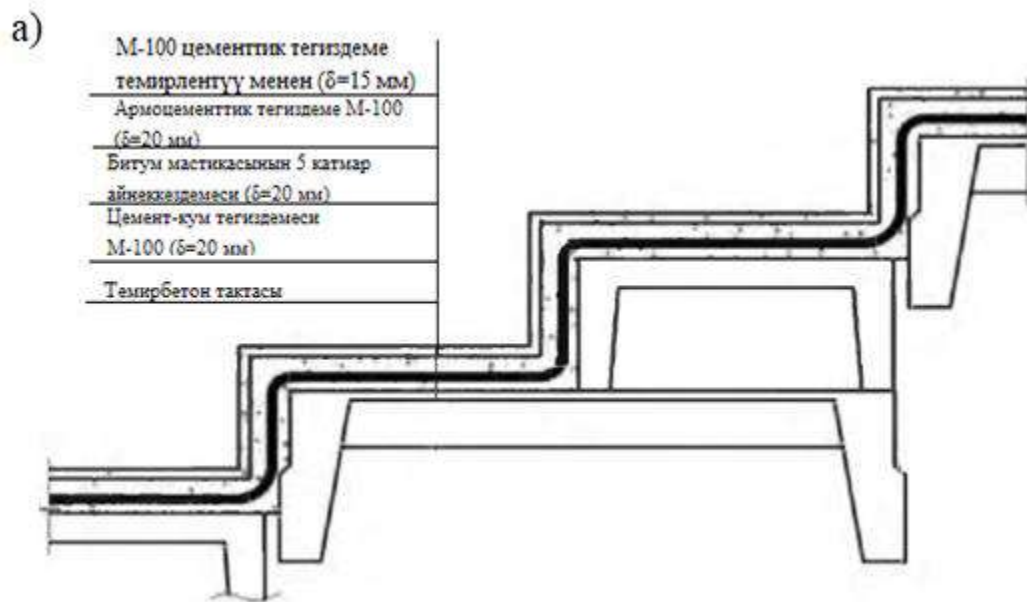 а)
М-100 цементтик тегиздеме
темирлентүү менен (δ=15 мм)
Армоцементтик тегиздеме М-100
(δ=20 мм)
Битум мастикасынын 5 катмар
айнеккездемеси (δ=20 мм)
Цемент-кум тегиздемеси
М-100 (δ=20 мм)
Темирбетон тактасы